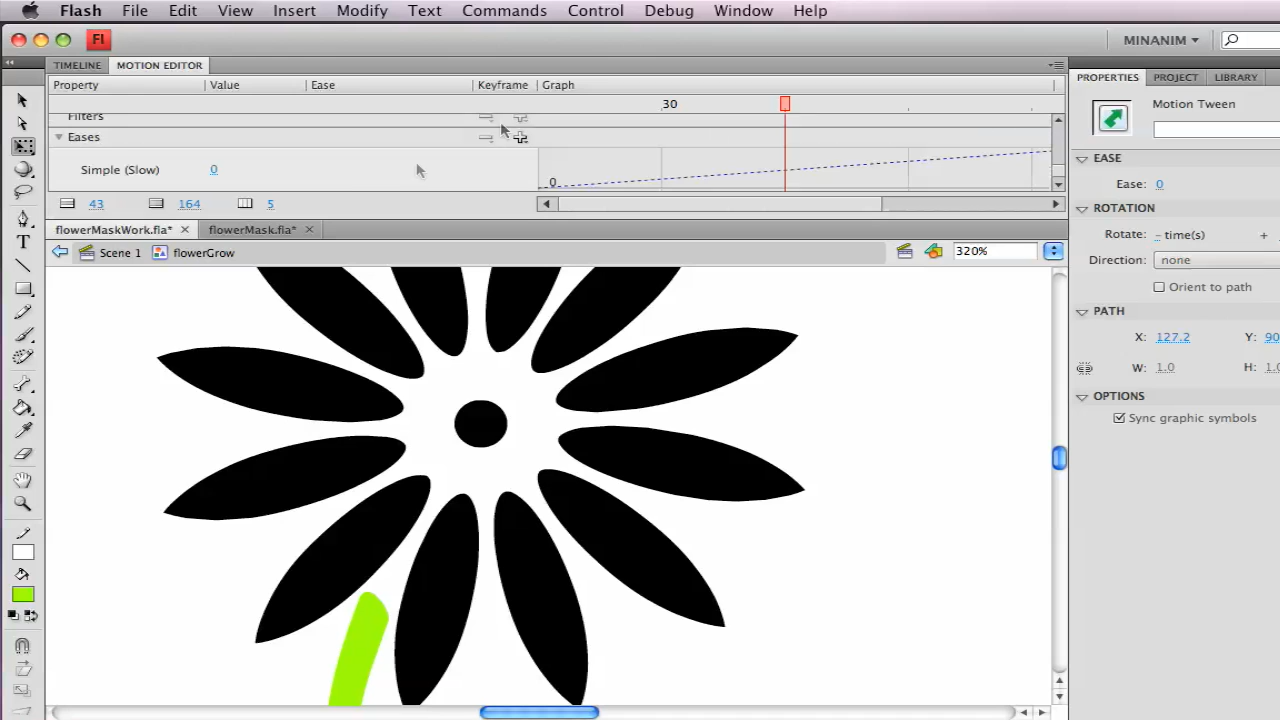 Flash File Edit View Insert Modify Text Commands Control Debug Window Help
Fl MINANIM
TIMELINE MOTION EDITOR
PROPERTIES PROJECT LIBRARY
Property Value Ease Keyframe Graph
30
Motion Tween
Filters
Eases
EASE
Simple (Slow) 0 0
Ease: 0
43 164 5
ROTATION
flowerMaskWork.fla* flowerMask.fla*
Rotate: - time(s) +
Scene 1 flowerGrow 320%
Direction: none
Orient to path
PATH
X: 127.2 Y: 90
W: 1.0 H: 1.0
OPTIONS
Sync graphic symbols
T